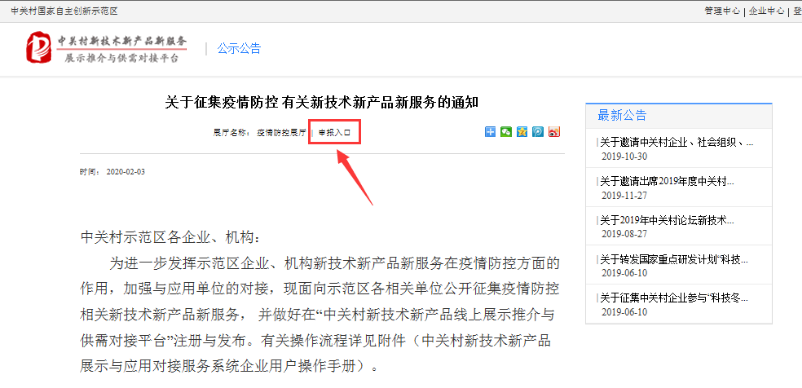 中关村国家自主创新示范区
管理中心 | 企业中心 | 登
中关村新技术新产品新服务
展示推介与供需对接平台
公示公告
关于征集疫情防控 有关新技术新产品新服务的通知
展厅名称： 疫情防控展厅 | 申报入口
时间： 2020-02-03
中关村示范区各企业、机构：
为进一步发挥示范区企业、机构新技术新产品新服务在疫情防控方面的
作用，加强与应用单位的对接，现面向示范区各相关单位公开征集疫情防控
相关新技术新产品新服务， 并做好在“中关村新技术新产品线上展示推介与
供需对接平台”注册与发布。有关操作流程详见附件（中关村新技术新产品
展示与应用对接服务系统企业用户操作手册）。
最新公告
关于邀请中关村企业、社会组织、...
2019-10-30
关于邀请出席2019年度中关村...
2019-11-27
关于2019年中关村论坛新技术...
2019-08-27
关于转发国家重点研发计划“科技...
2019-06-10
关于征集中关村企业参与“科技冬...
2019-06-10